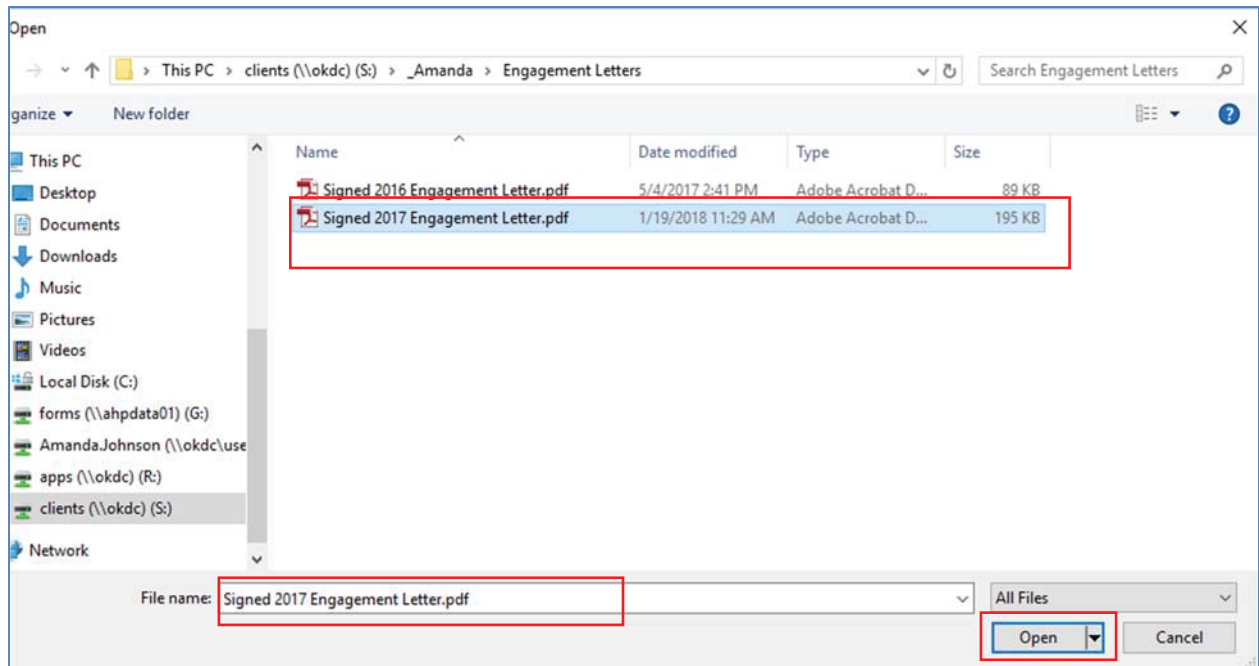 Open
This PC > clients (\\okdc) (S:) > _Amanda > Engagement Letters
Search Engagement Letters
ganize
New folder
Name Date modified Type Size
Signed 2016 Engagement Letter.pdf 5/4/2017 2:41 PM Adobe Acrobat D... 89 KB
Signed 2017 Engagement Letter.pdf 1/19/2018 11:29 AM Adobe Acrobat D... 195 KB
This PC
Desktop
Documents
Downloads
Music
Pictures
Videos
Local Disk (C:)
forms (\\ahpdata01) (G:)
Amanda.Johnson (\\okdc\use
apps (\\okdc) (R:)
clients (\\okdc) (S:)
Network
File name: Signed 2017 Engagement Letter.pdf
All Files
Open
Cancel